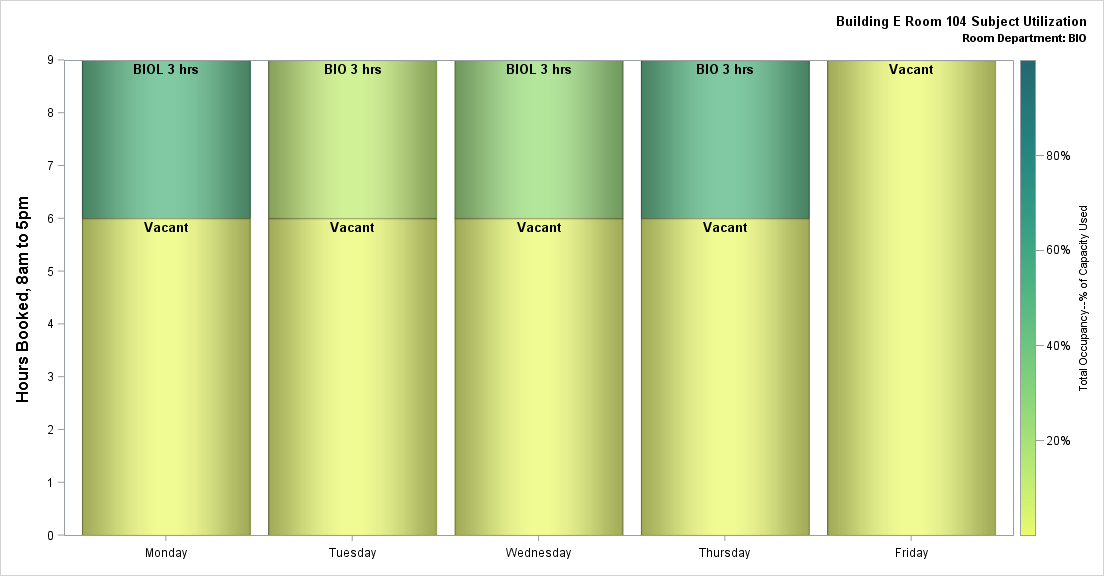 Building E Room 104 Subject Utilization
Room Department: BIO
Hours Booked, 8am to 5pm
9
8
7
6
5
4
3
2
1
0
BIOL 3 hrs
BIO 3 hrs
BIOL 3 hrs
BIO 3 hrs
Vacant
Vacant
Vacant
Vacant
Vacant
Monday
Tuesday
Wednesday
Thursday
Friday
80%
60%
40%
20%
Total Occupancy--% of Capacity Used